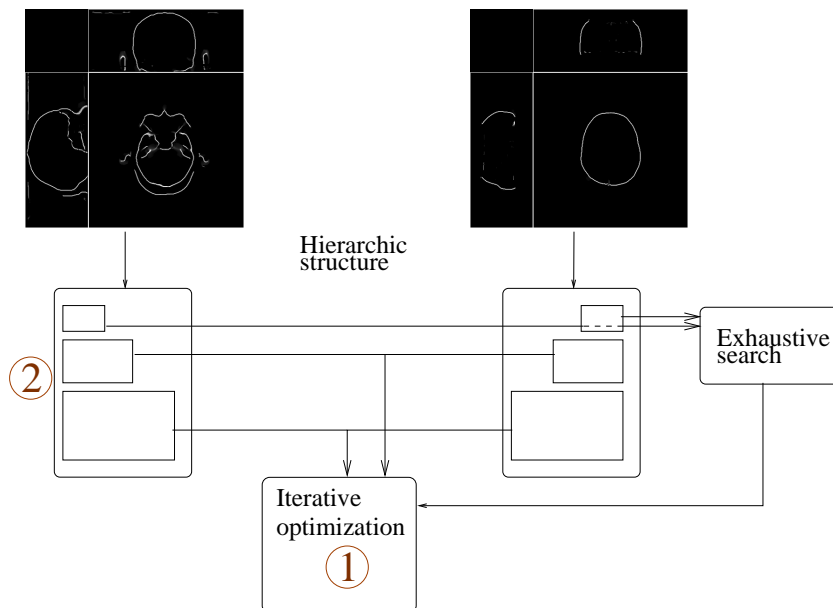 Hierarchic
structure
Exhaustive
search
2
Iterative
optimization
1